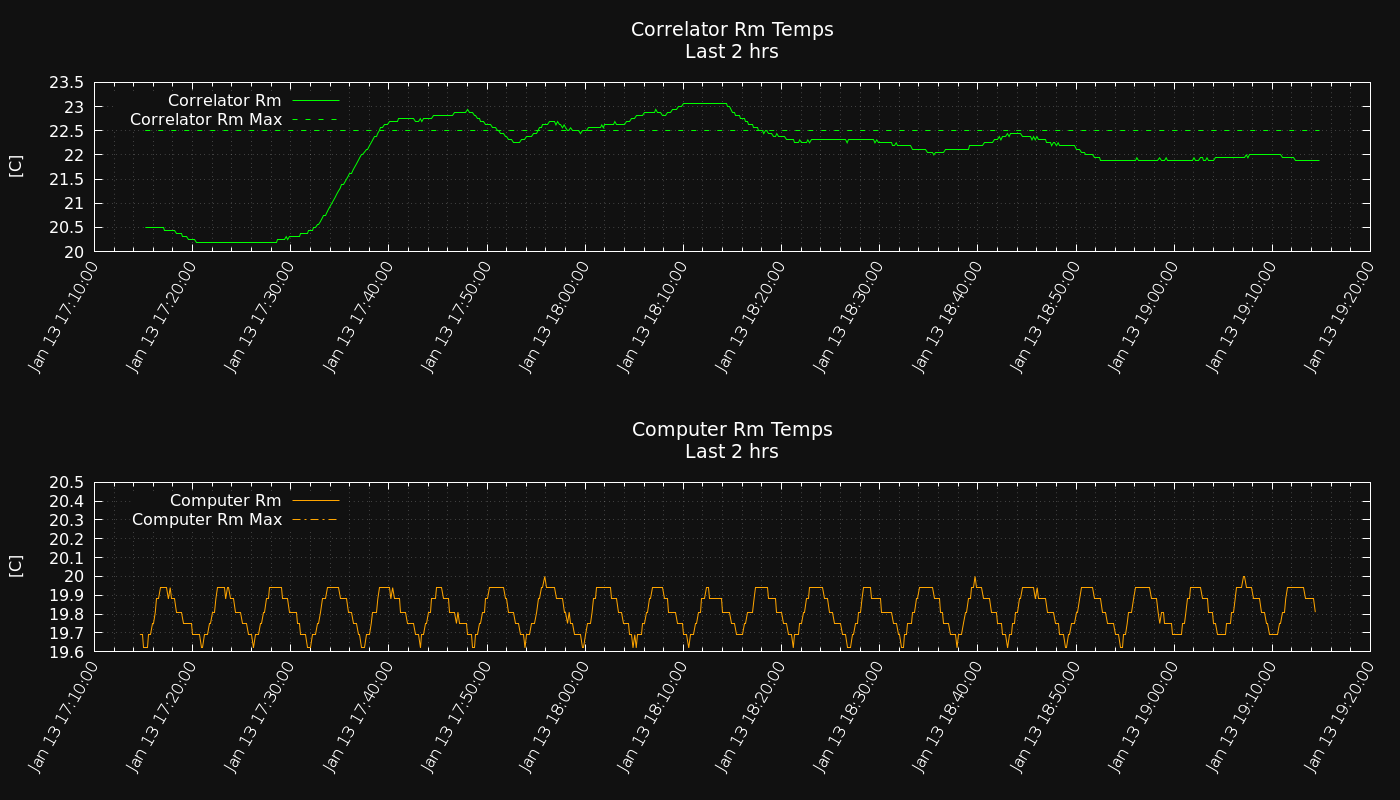 Correlator Rm Temps
Last 2 hrs
23.5
23
22.5
22
21.5
21
20.5
20
[C]
Correlator Rm
Correlator Rm Max
Jan 13 17:10:00
Jan 13 17:20:00
Jan 13 17:30:00
Jan 13 17:40:00
Jan 13 17:50:00
Jan 13 18:00:00
Jan 13 18:10:00
Jan 13 18:20:00
Jan 13 18:30:00
Jan 13 18:40:00
Jan 13 18:50:00
Jan 13 19:00:00
Jan 13 19:10:00
Jan 13 19:20:00
Computer Rm Temps
Last 2 hrs
20.5
20.4
20.3
20.2
20.1
20
19.9
19.8
19.7
19.6
[C]
Computer Rm
Computer Rm Max
Jan 13 17:10:00
Jan 13 17:20:00
Jan 13 17:30:00
Jan 13 17:40:00
Jan 13 17:50:00
Jan 13 18:00:00
Jan 13 18:10:00
Jan 13 18:20:00
Jan 13 18:30:00
Jan 13 18:40:00
Jan 13 18:50:00
Jan 13 19:00:00
Jan 13 19:10:00
Jan 13 19:20:00